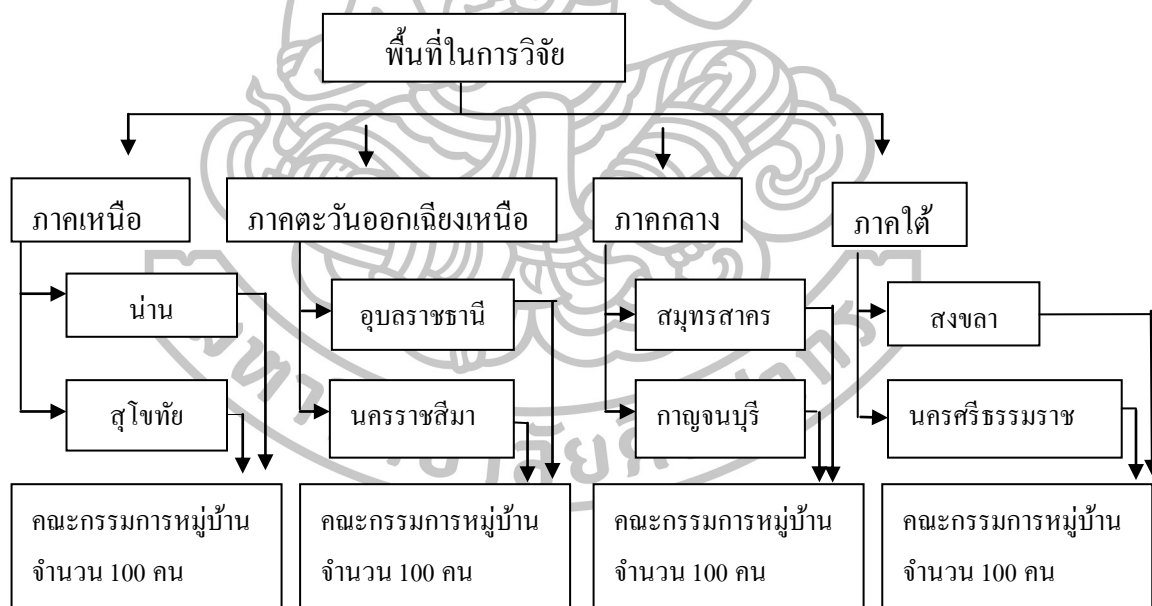 พื้นที่ในการวิจัย
ภาคเหนือ
ภาคตะวันออกเฉียงเหนือ
ภาคกลาง
ภาคใต้
น่าน
อุบลราชธานี
สมุทรสาคร
สงขลา
สุโขทัย
นครราชสีมา
กาญจนบุรี
นครศรีธรรมราช
คณะกรรมการหมู่บ้าน
จำนวน 100 คน
คณะกรรมการหมู่บ้าน
จำนวน 100 คน
คณะกรรมการหมู่บ้าน
จำนวน 100 คน
คณะกรรมการหมู่บ้าน
จำนวน 100 คน